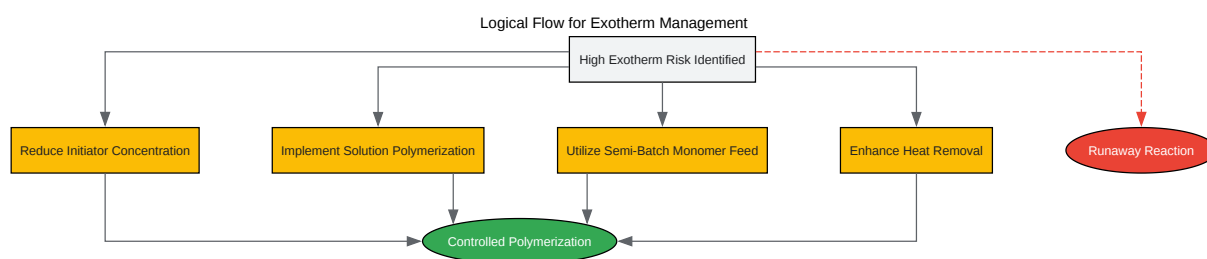 Logical Flow for Exotherm Management
High Exotherm Risk Identified
Reduce Initiator Concentration
Implement Solution Polymerization
Utilize Semi-Batch Monomer Feed
Enhance Heat Removal
Runaway Reaction
Controlled Polymerization